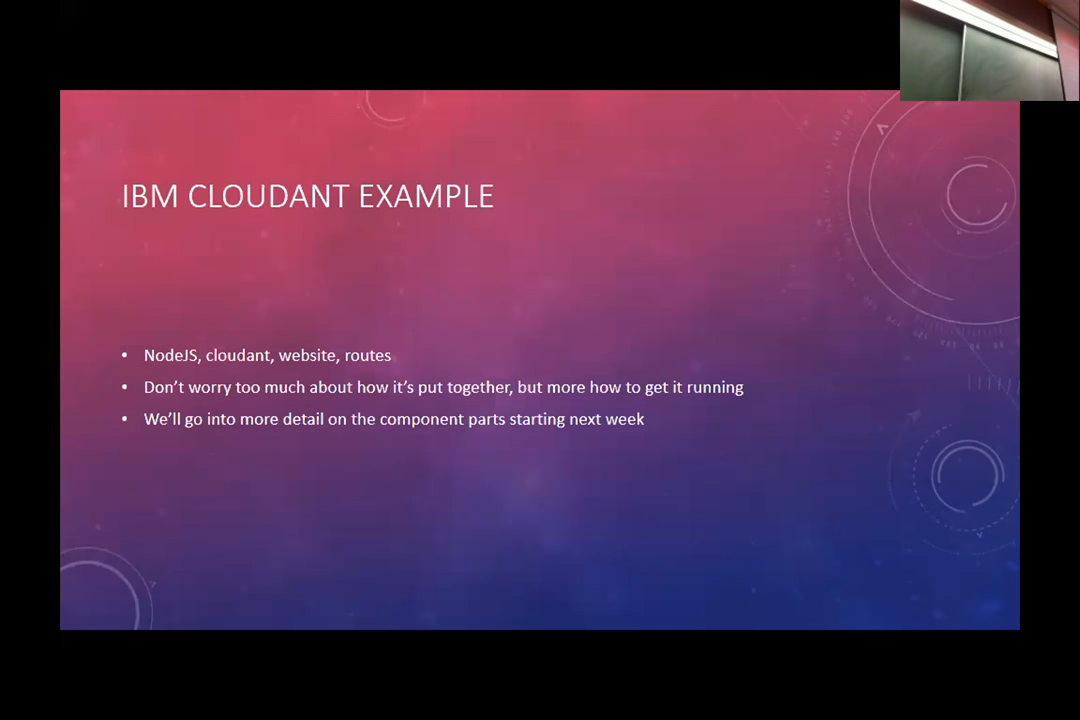 IBM CLOUDANT EXAMPLE
• NodeJS, cloudant, website, routes
• Don’t worry too much about how it’s put together, but more how to get it running
• We’ll go into more detail on the component parts starting next week